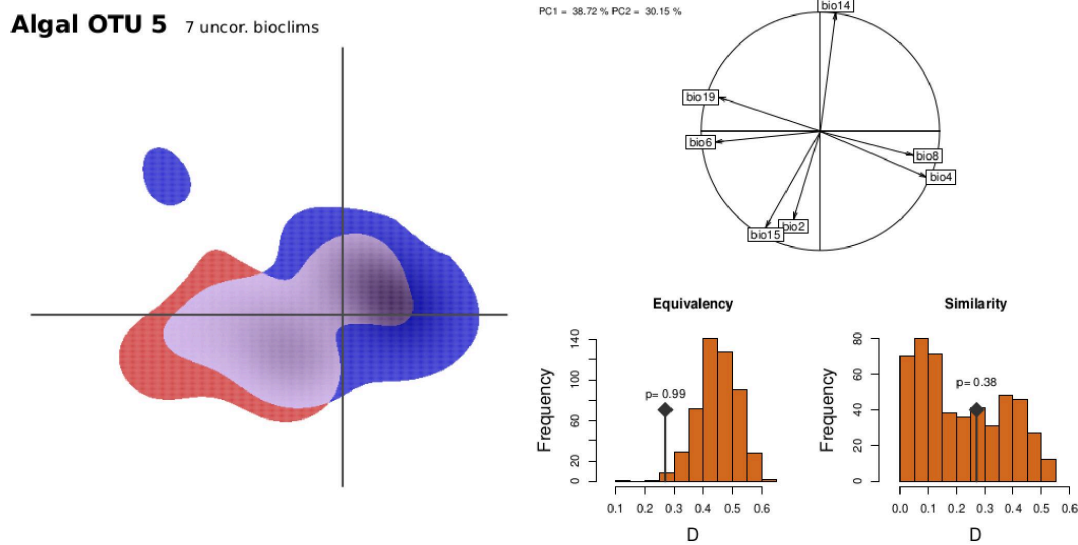 Algal OTU 5 7 uncor. bioclims
PC1 = 38.72 % PC2 = 30.15 %
bio14
bio19
bio6
bio8
bio4
bio2
bio15
Equivalency
Frequency
0 20 60 100 140
p= 0.99
0.1 0.2 0.3 0.4 0.5 0.6
D
Similarity
Frequency
0 20 40 60 80
p= 0.38
0.0 0.1 0.2 0.3 0.4 0.5 0.6
D